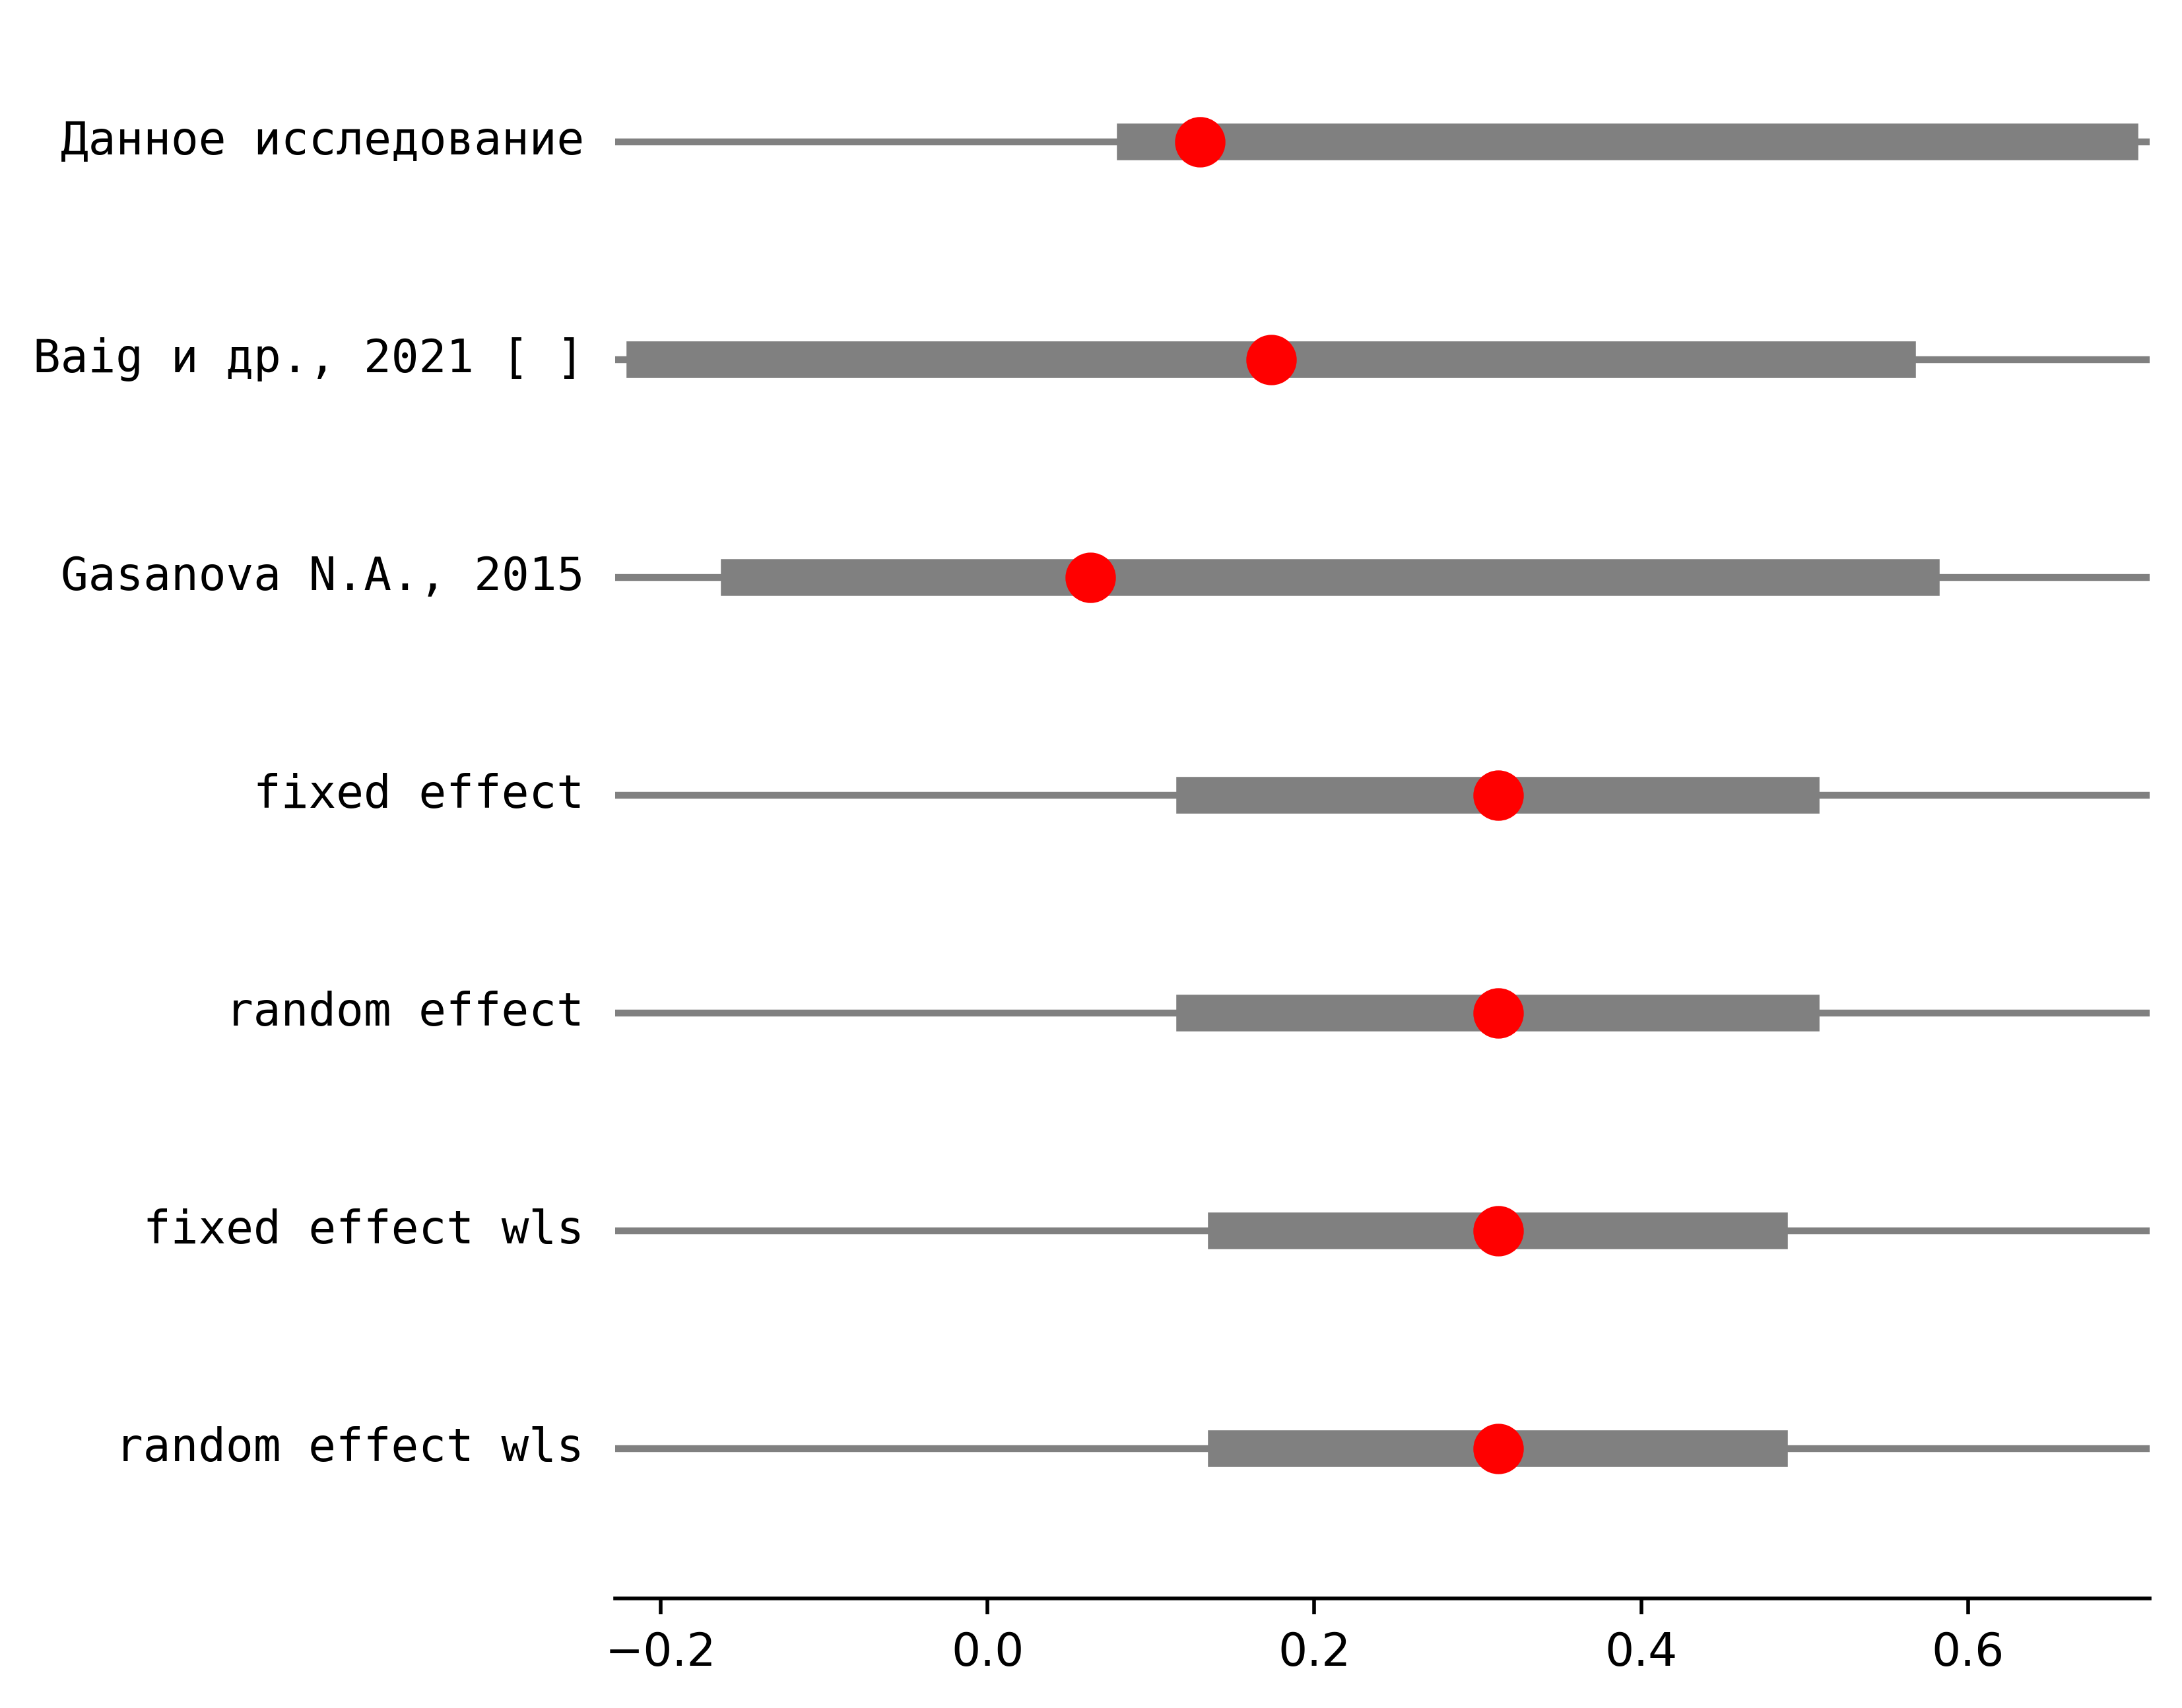 Данное исследование
Baig и др., 2021 [ ]
Gasanova N.A., 2015
fixed effect
random effect
fixed effect wls
random effect wls
−0.2 0.0 0.2 0.4 0.6